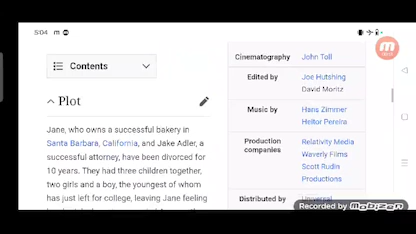 5:04 m
Contents
Plot
Jane, who owns a successful bakery in
Santa Barbara, California, and Jake Adler, a
successful attorney, have been divorced for
10 years. They had three children together,
two girls and a boy, the youngest of whom
has just left for college, leaving Jane feeling
Cinematography John Toll
Edited by Joe Hutshing
David Moritz
Music by Hans Zimmer
Heitor Pereira
Production
companies
Relativity Media
Waverly Films
Scott Rudin
Productions
Distributed by Universal
Recorded by mobizen